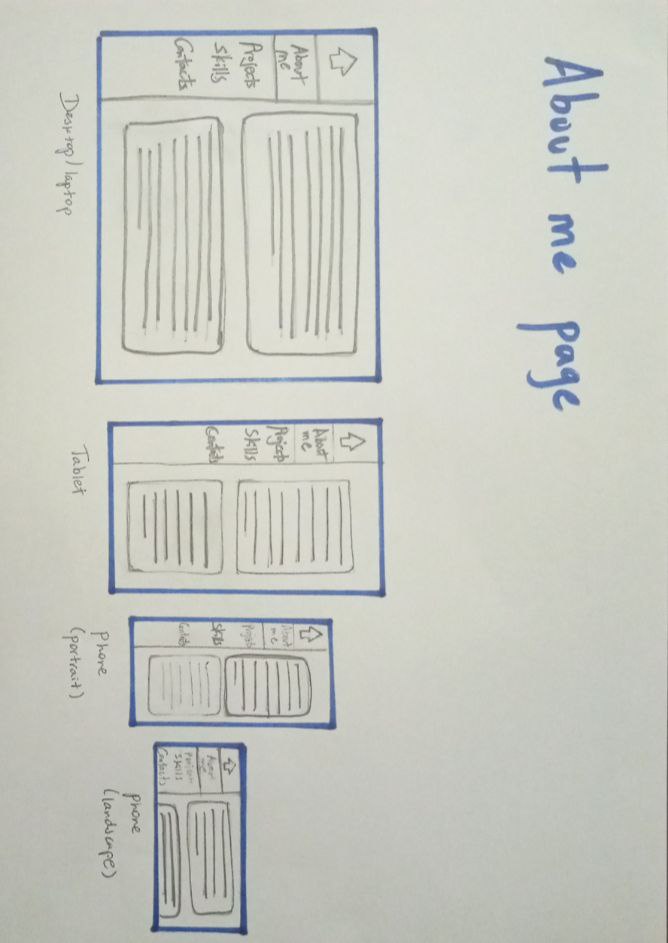 About me page
About
me
Projects
Skills
Contacts
Desktop/laptop
About
me
Projects
Skills
Contacts
Tablet
About
me
Projects
Skills
Contacts
phone
(portrait)
About
me
Projects
Skills
Contacts
phone
(landscape)